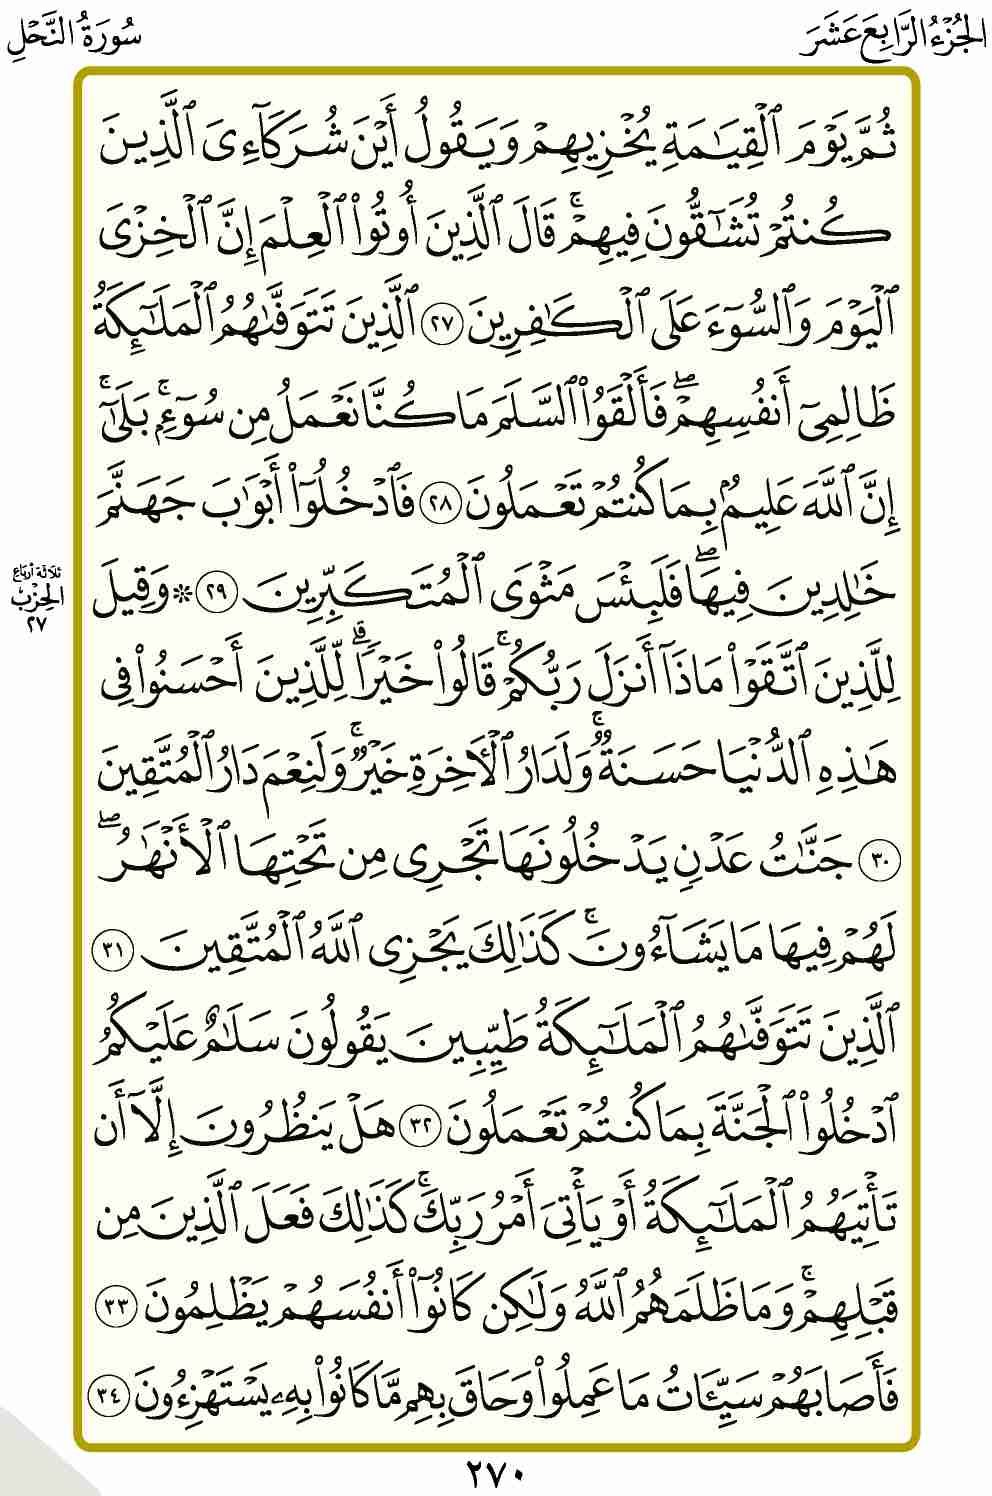 الجُزْءُ الرَّابِعَ عَشَرَ
سُورَةُ النَّحْلِ
ثُمَّ يَوْمَ ٱلْقِيَـٰمَةِ يُخْزِيهِمْ وَيَقُولُ أَيْنَ شُرَكَآءِىَ ٱلَّذِينَ
كُنتُمْ تُشَـٰٓقُّونَ فِيهِمْ ۚ قَالَ ٱلَّذِينَ أُوتُوا۟ ٱلْعِلْمَ إِنَّ ٱلْخِزْىَ
ٱلْيَوْمَ وَٱلسُّوٓءَ عَلَى ٱلْكَـٰفِرِينَ ٢٧ ٱلَّذِينَ تَتَوَفَّىٰهُمُ ٱلْمَلَـٰٓئِكَةُ
ظَالِمِىٓ أَنفُسِهِمْ ۖ فَأَلْقَوُا۟ ٱلسَّلَمَ مَا كُنَّا نَعْمَلُ مِن سُوٓءٍۭ ۚ بَلَىٰٓ ۚ
إِنَّ ٱللَّهَ عَلِيمٌۢ بِمَا كُنتُمْ تَعْمَلُونَ ٢٨ فَٱدْخُلُوٓا۟ أَبْوَٰبَ جَهَنَّمَ
خَـٰلِدِينَ فِيهَا ۖ فَلَبِئْسَ مَثْوَى ٱلْمُتَكَبِّرِينَ ٢٩ ۞ وَقِيلَ
ثلاثة أرباع
الحِزْب
٢٧
لِلَّذِينَ ٱتَّقَوْا۟ مَاذَآ أَنزَلَ رَبُّكُمْ ۚ قَالُوا۟ خَيْرًا ۗ لِّلَّذِينَ أَحْسَنُوا۟ فِى
هَـٰذِهِ ٱلدُّنْيَا حَسَنَةٌ ۚ وَلَدَارُ ٱلْـَٔاخِرَةِ خَيْرٌ ۚ وَلَنِعْمَ دَارُ ٱلْمُتَّقِينَ
٣٠ جَنَّـٰتُ عَدْنٍ يَدْخُلُونَهَا تَجْرِى مِن تَحْتِهَا ٱلْأَنْهَـٰرُ ۖ
لَهُمْ فِيهَا مَا يَشَآءُونَ ۚ كَذَٰلِكَ يَجْزِى ٱللَّهُ ٱلْمُتَّقِينَ ٣١
ٱلَّذِينَ تَتَوَفَّىٰهُمُ ٱلْمَلَـٰٓئِكَةُ طَيِّبِينَ ۙ يَقُولُونَ سَلَـٰمٌ عَلَيْكُمُ
ٱدْخُلُوا۟ ٱلْجَنَّةَ بِمَا كُنتُمْ تَعْمَلُونَ ٣٢ هَلْ يَنظُرُونَ إِلَّآ أَن
تَأْتِيَهُمُ ٱلْمَلَـٰٓئِكَةُ أَوْ يَأْتِىَ أَمْرُ رَبِّكَ ۚ كَذَٰلِكَ فَعَلَ ٱلَّذِينَ مِن
قَبْلِهِمْ ۚ وَمَا ظَلَمَهُمُ ٱللَّهُ وَلَـٰكِن كَانُوٓا۟ أَنفُسَهُمْ يَظْلِمُونَ ٣٣
فَأَصَابَهُمْ سَيِّـَٔاتُ مَا عَمِلُوا۟ وَحَاقَ بِهِم مَّا كَانُوا۟ بِهِۦ يَسْتَهْزِءُونَ ٣٤
٢٧٠